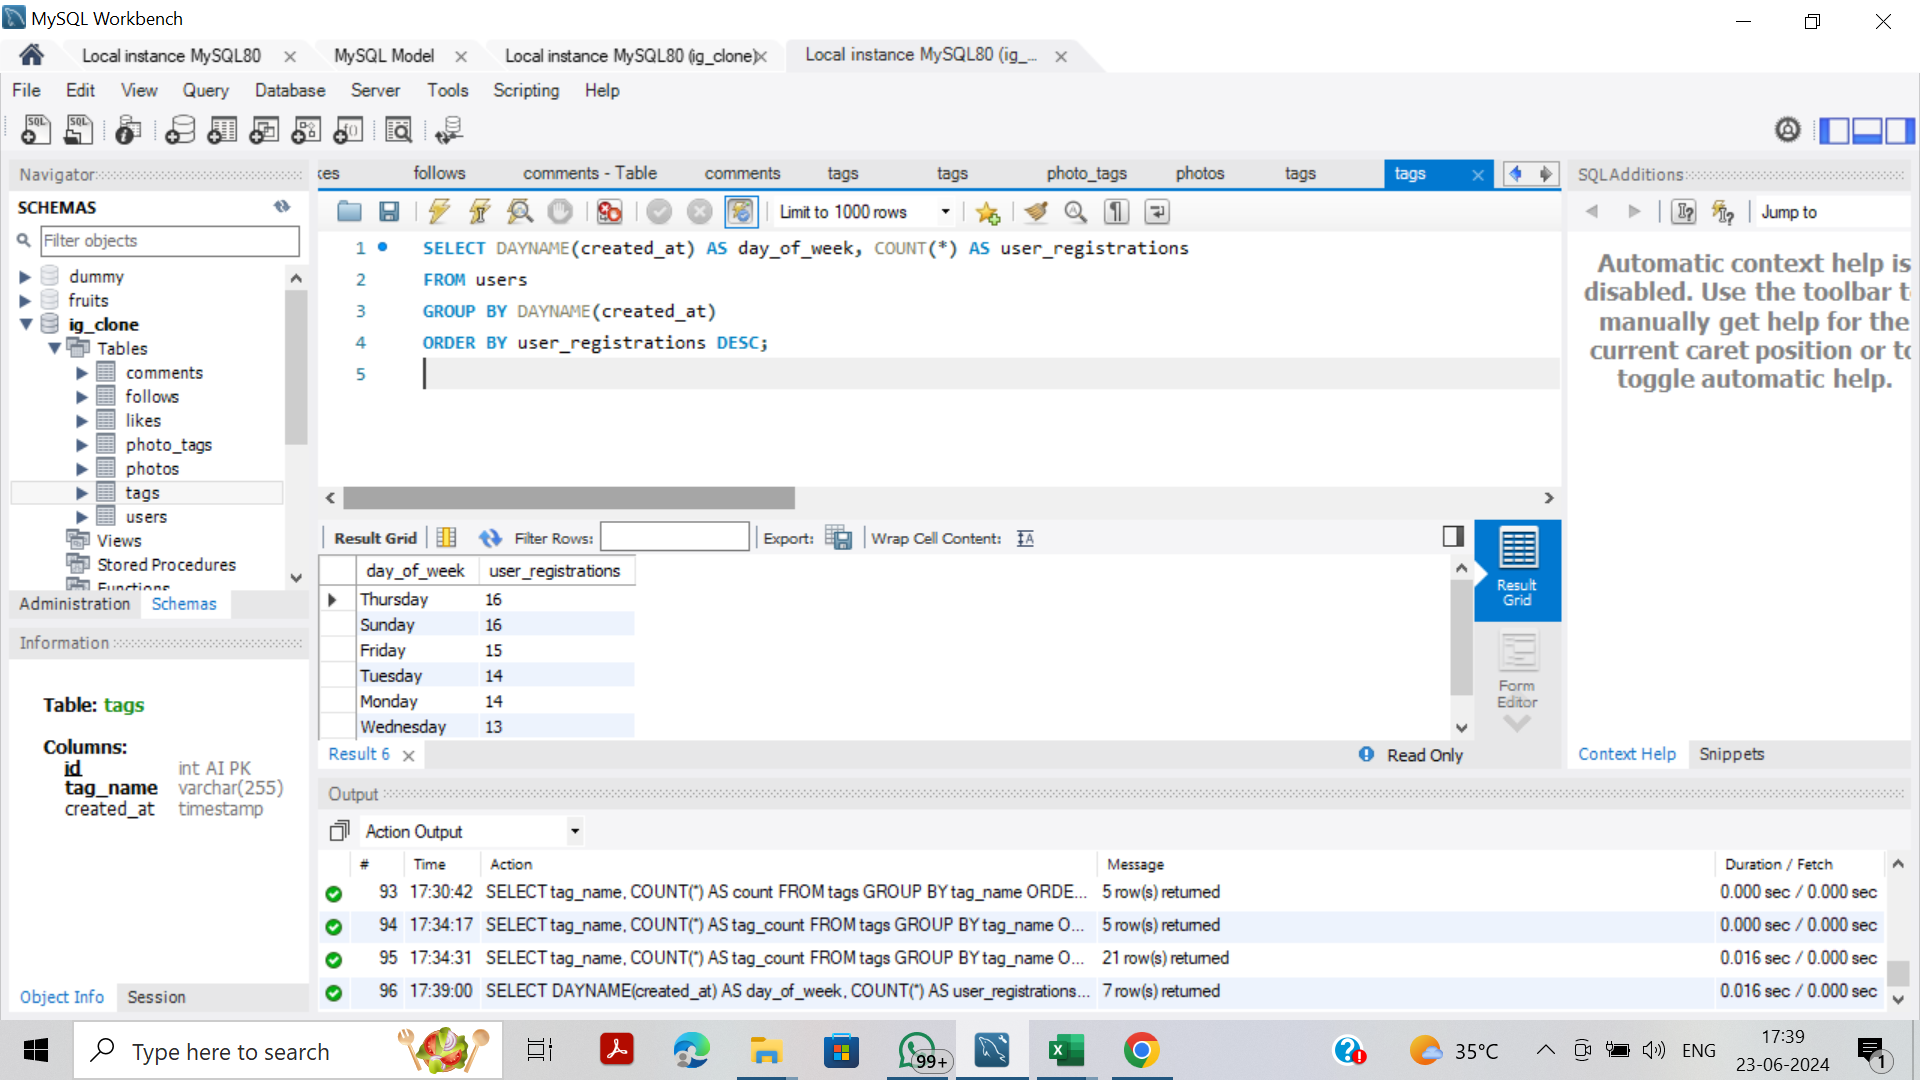 MySQL Workbench
Local instance MySQL80
MySQL Model
Local instance MySQL80 (ig_clone)
Local instance MySQL80 (ig_...
File Edit View Query Database Server Tools Scripting Help
Navigator
SCHEMAS
Filter objects
dummy
fruits
ig_clone
Tables
comments
follows
likes
photo_tags
photos
tags
users
Views
Stored Procedures
Functions
Administration Schemas
Information
Table: tags
Columns:
id int AI PK
tag_name varchar(255)
created_at timestamp
Object Info Session
kes follows comments - Table comments tags tags photo_tags photos tags tags
Limit to 1000 rows
1 SELECT DAYNAME(created_at) AS day_of_week, COUNT(*) AS user_registrations
2 FROM users
3 GROUP BY DAYNAME(created_at)
4 ORDER BY user_registrations DESC;
5
Result Grid Filter Rows: Export: Wrap Cell Content:
day_of_week user_registrations
Thursday 16
Sunday 16
Friday 15
Tuesday 14
Monday 14
Wednesday 13
Result Grid
Form Editor
Result 6
Read Only
SQLAdditions
Jump to
Automatic context help is
disabled. Use the toolbar t
manually get help for the
current caret position or to
toggle automatic help.
Context Help Snippets
Output
Action Output
# Time Action Message Duration / Fetch
93 17:30:42 SELECT tag_name, COUNT(*) AS count FROM tags GROUP BY tag_name ORDE... 5 row(s) returned 0.000 sec / 0.000 sec
94 17:34:17 SELECT tag_name, COUNT(*) AS tag_count FROM tags GROUP BY tag_name O... 5 row(s) returned 0.000 sec / 0.000 sec
95 17:34:31 SELECT tag_name, COUNT(*) AS tag_count FROM tags GROUP BY tag_name O... 21 row(s) returned 0.016 sec / 0.000 sec
96 17:39:00 SELECT DAYNAME(created_at) AS day_of_week, COUNT(*) AS user_registrations... 7 row(s) returned 0.016 sec / 0.000 sec
Type here to search
99+
35°C
ENG
17:39
23-06-2024
1